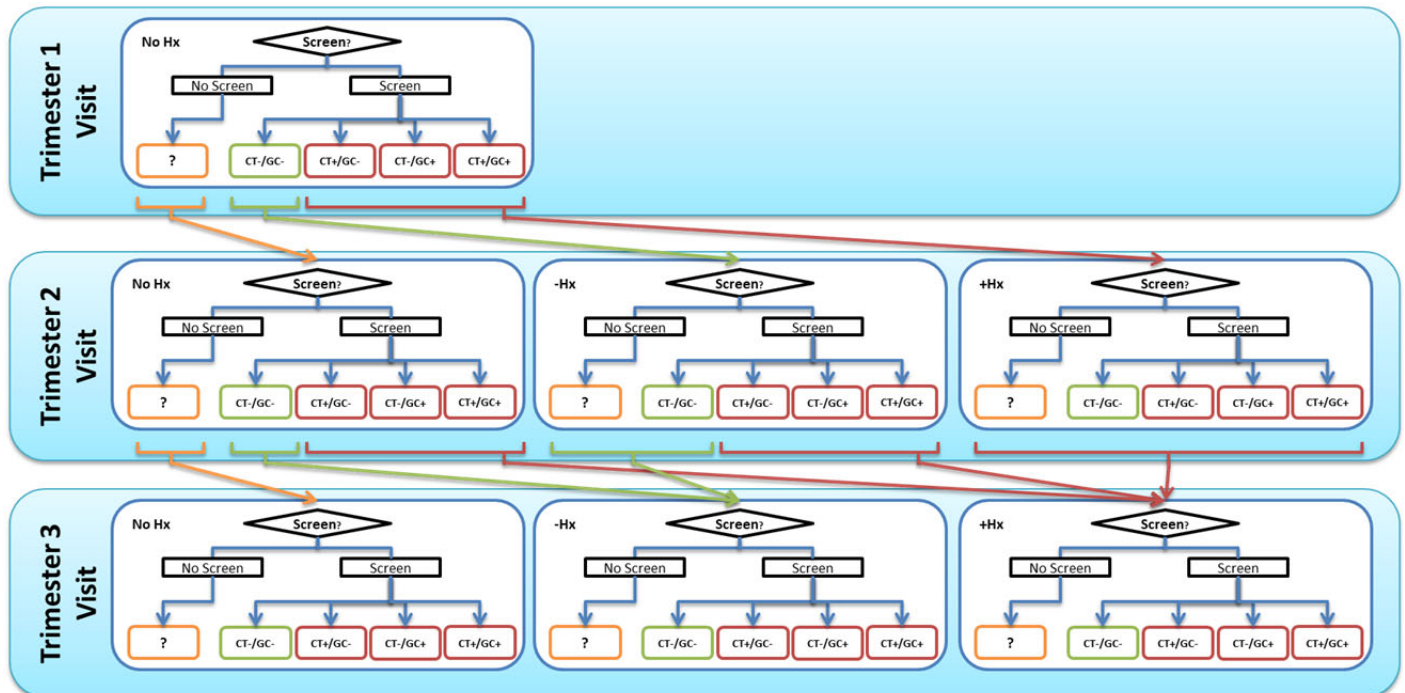 Trimester 1
Visit
No Hx
Screen?
No Screen
Screen
?
CT-/GC-
CT+/GC-
CT-/GC+
CT+/GC+
Trimester 2
Visit
No Hx
Screen?
No Screen
Screen
?
CT-/GC-
CT+/GC-
CT-/GC+
CT+/GC+
-Hx
Screen?
No Screen
Screen
?
CT-/GC-
CT+/GC-
CT-/GC+
CT+/GC+
+Hx
Screen?
No Screen
Screen
?
CT-/GC-
CT+/GC-
CT-/GC+
CT+/GC+
Trimester 3
Visit
No Hx
Screen?
No Screen
Screen
?
CT-/GC-
CT+/GC-
CT-/GC+
CT+/GC+
-Hx
Screen?
No Screen
Screen
?
CT-/GC-
CT+/GC-
CT-/GC+
CT+/GC+
+Hx
Screen?
No Screen
Screen
?
CT-/GC-
CT+/GC-
CT-/GC+
CT+/GC+